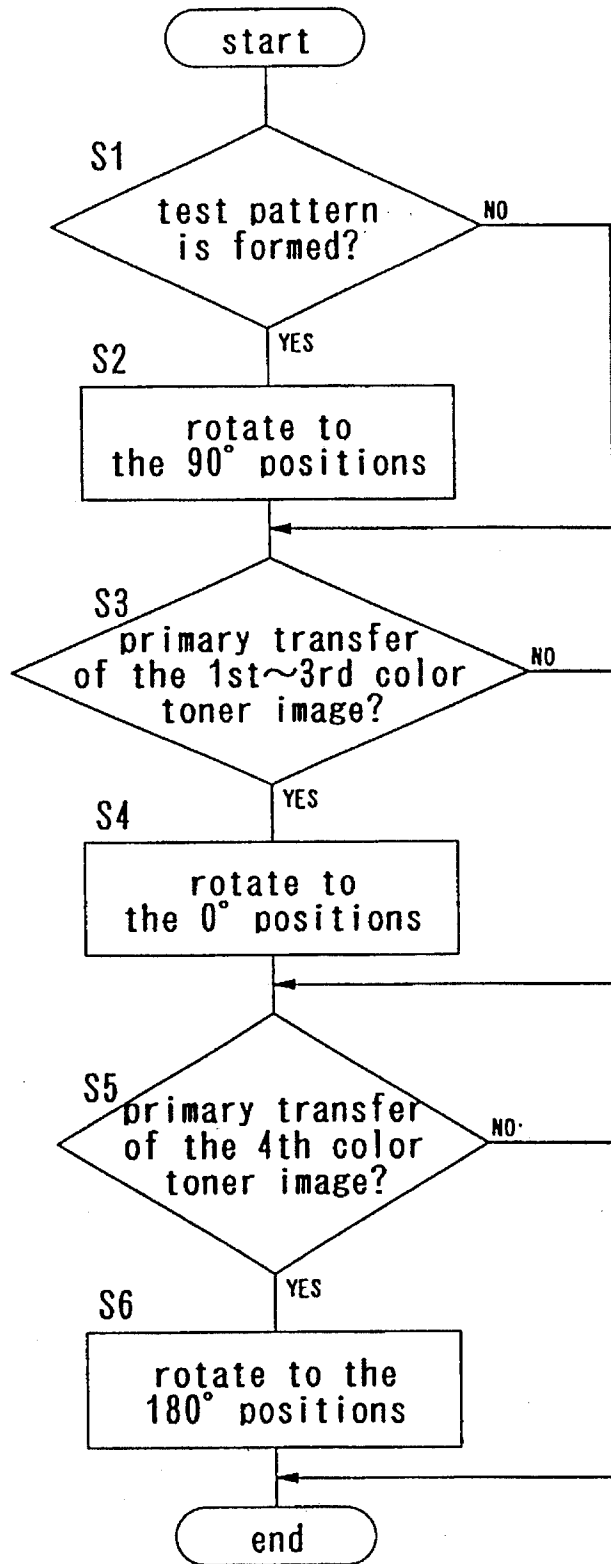 start
S1
test pattern
is formed?
NO
YES
S2
rotate to
the 90° positions
S3
primary transfer
of the 1st～3rd color
toner image?
NO
YES
S4
rotate to
the 0° positions
S5
primary transfer
of the 4th color
toner image?
NO
YES
S6
rotate to the
180° positions
end